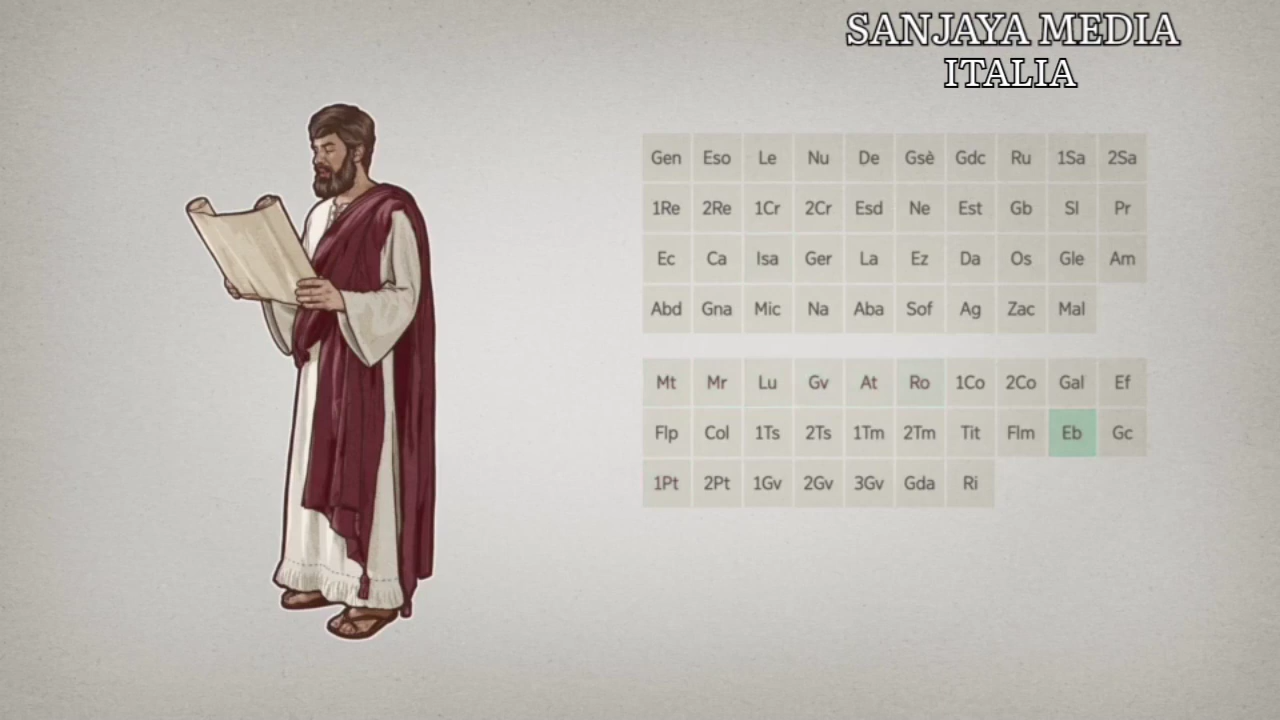 SANJAYA MEDIA
ITALIA
Gen Eso Le Nu De Gsè Gdc Ru 1Sa 2Sa
1Re 2Re 1Cr 2Cr Esd Ne Est Gb Sl Pr
Ec Ca Isa Ger La Ez Da Os Gle Am
Abd Gna Mic Na Aba Sof Ag Zac Mal
Mt Mr Lu Gv At Ro 1Co 2Co Gal Ef
Flp Col 1Ts 2Ts 1Tm 2Tm Tit Flm Eb Gc
1Pt 2Pt 1Gv 2Gv 3Gv Gda Ri